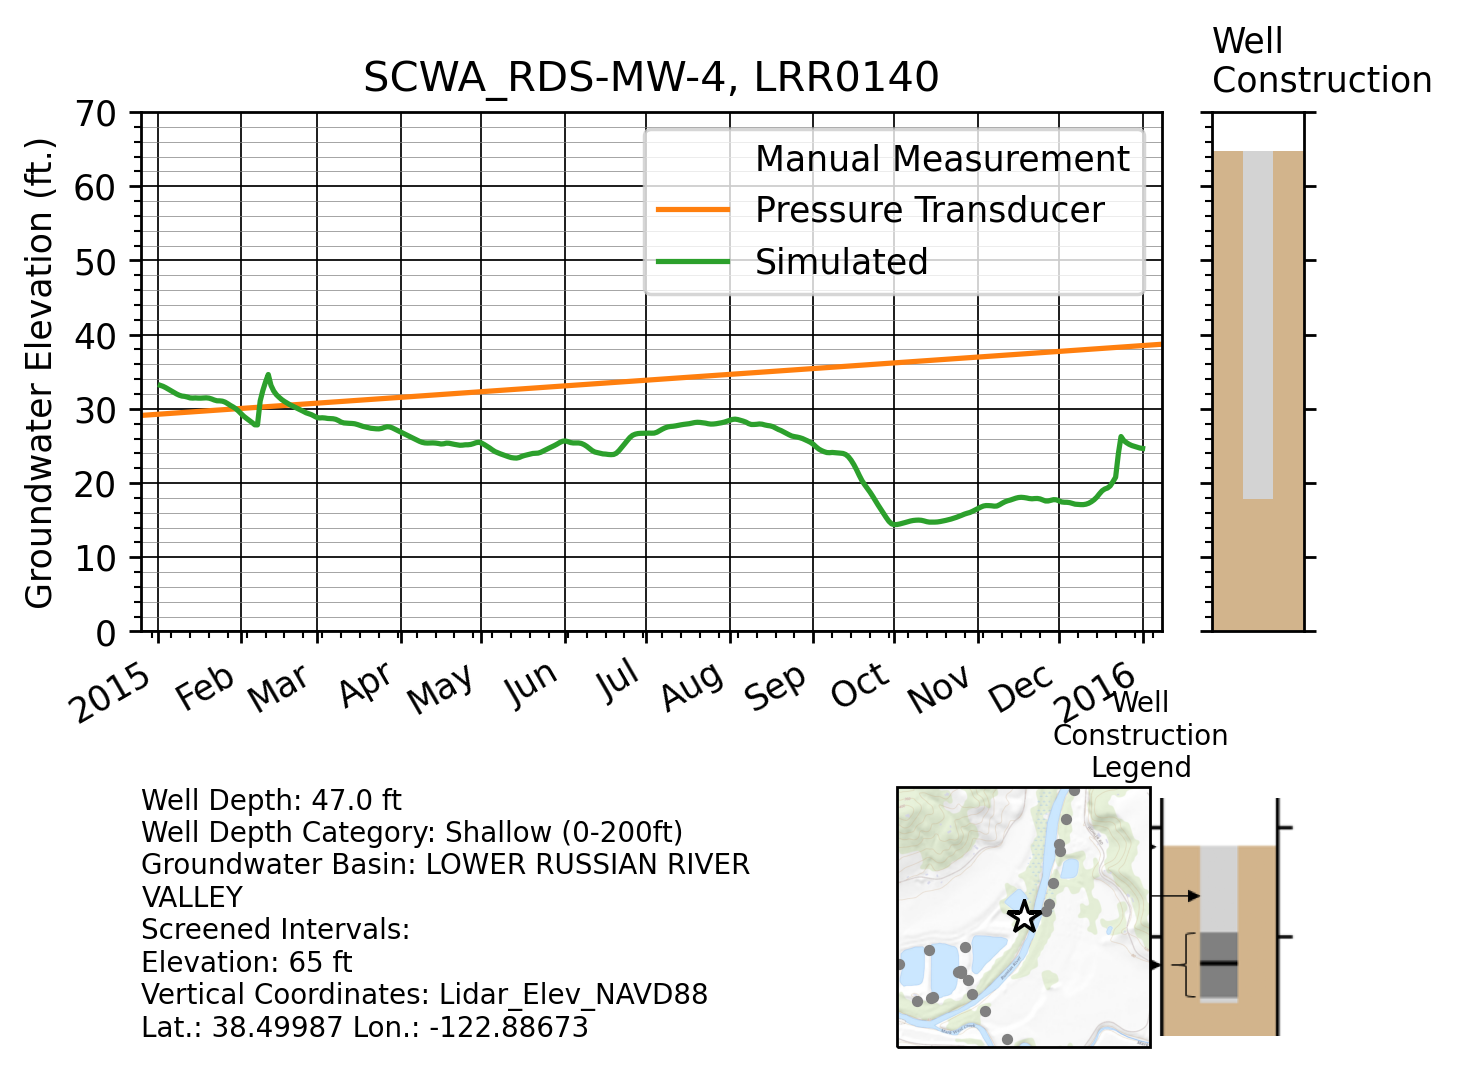 Well
Construction
SCWA_RDS-MW-4, LRR0140
Groundwater Elevation (ft.)
70
60
50
40
30
20
10
0
Manual Measurement
Pressure Transducer
Simulated
2015 Feb Mar Apr May Jun Jul Aug Sep Oct Nov Dec 2016
Well
Construction
Legend
Well Depth: 47.0 ft
Well Depth Category: Shallow (0-200ft)
Groundwater Basin: LOWER RUSSIAN RIVER
VALLEY
Screened Intervals:
Elevation: 65 ft
Vertical Coordinates: Lidar_Elev_NAVD88
Lat.: 38.49987 Lon.: -122.88673